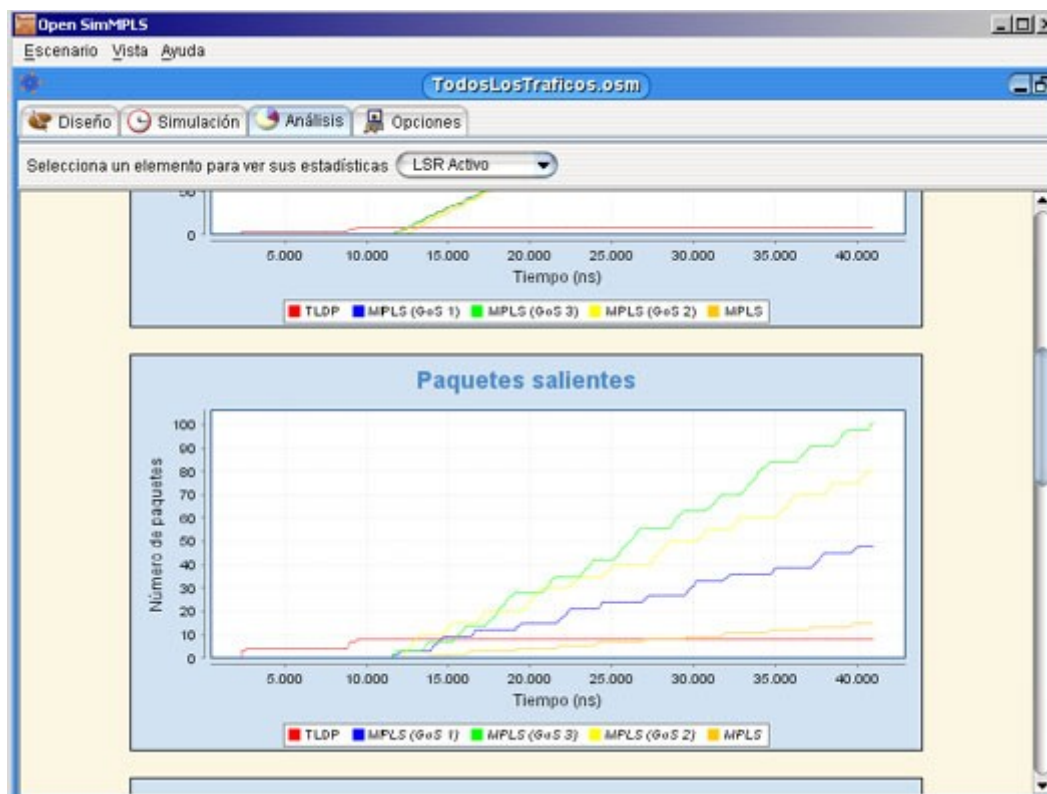 Open SimMPLS
Escenario Vista Ayuda
TodosLosTraficos.osm
Diseño Simulación Análisis Opciones
Selecciona un elemento para ver sus estadísticas LSR Activo
50
0
5.000 10.000 15.000 20.000 25.000 30.000 35.000 40.000
Tiempo (ns)
TLDP MPLS (GoS 1) MPLS (GoS 3) MPLS (GoS 2) MPLS
Paquetes salientes
Número de paquetes
100
90
80
70
60
50
40
30
20
10
0
5.000 10.000 15.000 20.000 25.000 30.000 35.000 40.000
Tiempo (ns)
TLDP MPLS (GoS 1) MPLS (GoS 3) MPLS (GoS 2) MPLS